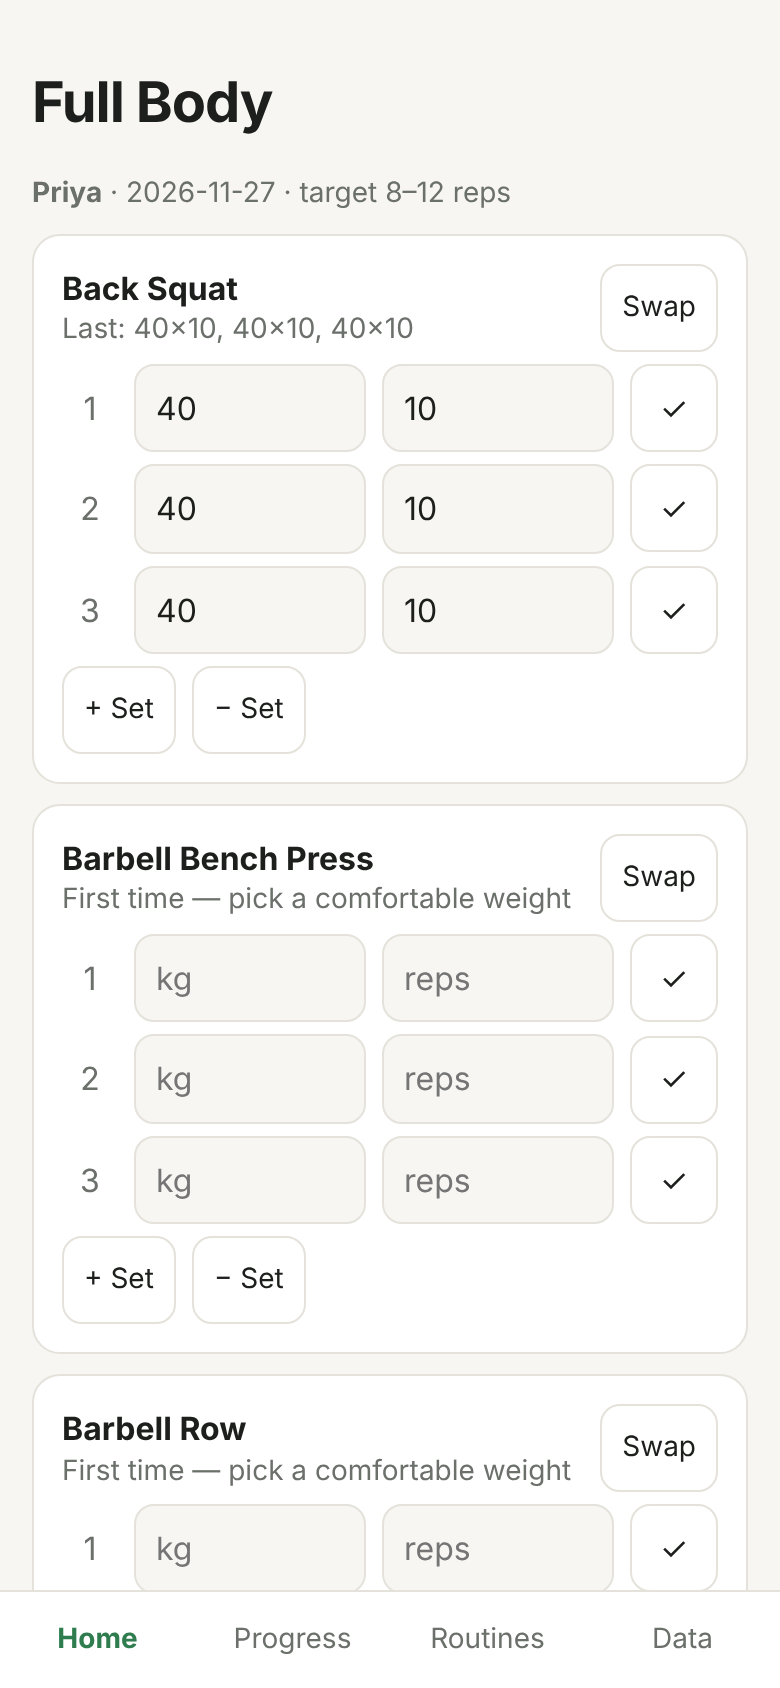 Full Body
Priya · 2026-11-27 · target 8–12 reps
Back Squat
Last: 40×10, 40×10, 40×10
Swap
1 40 10 ✓
2 40 10 ✓
3 40 10 ✓
+ Set − Set
Barbell Bench Press
First time — pick a comfortable weight
Swap
1 kg reps ✓
2 kg reps ✓
3 kg reps ✓
+ Set − Set
Barbell Row
First time — pick a comfortable weight
Swap
1 kg reps ✓
Home Progress Routines Data